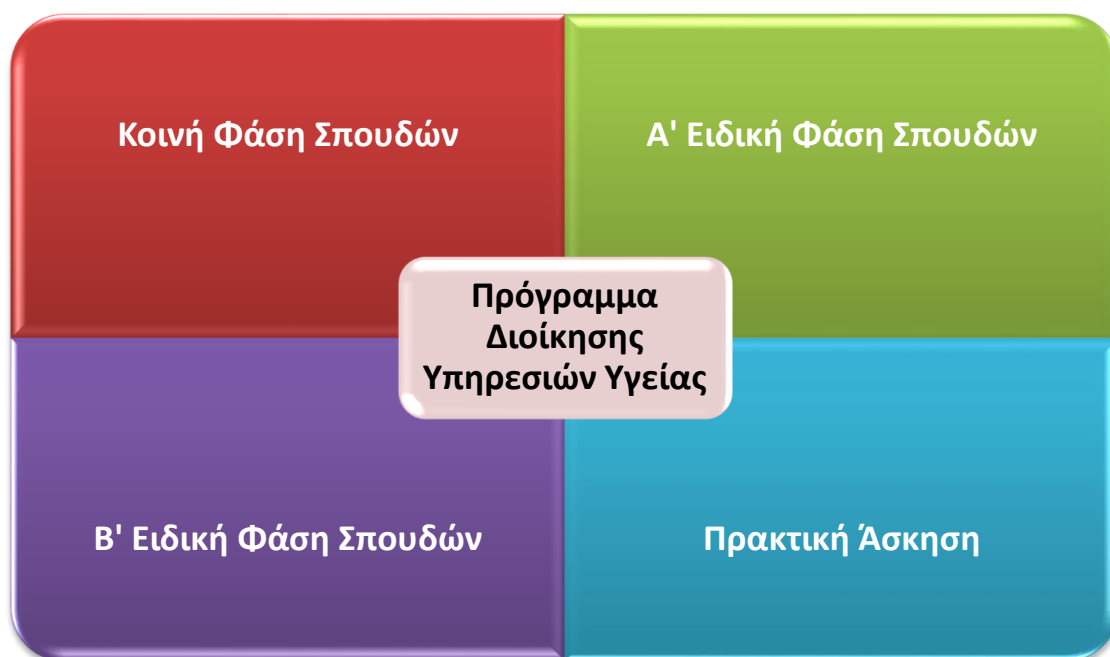 Κοινή Φάση Σπουδών
Α' Ειδική Φάση Σπουδών
Πρόγραμμα
Διοίκησης
Υπηρεσιών Υγείας
Β' Ειδική Φάση Σπουδών
Πρακτική Άσκηση